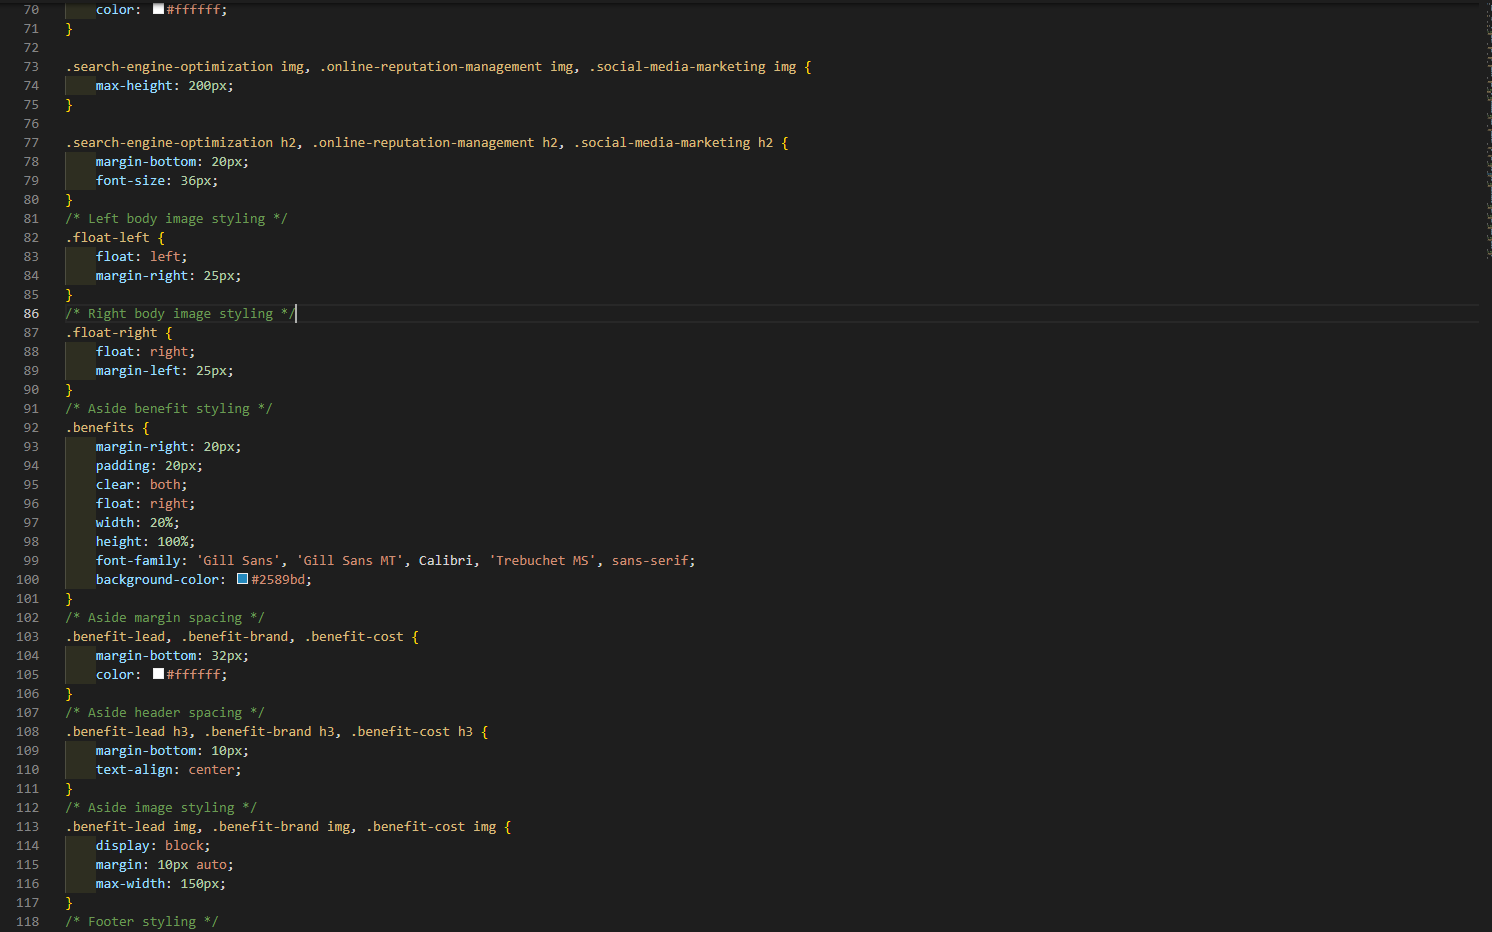 70 color: #ffffff;
71 }
72
73 .search-engine-optimization img, .online-reputation-management img, .social-media-marketing img {
74 max-height: 200px;
75 }
76
77 .search-engine-optimization h2, .online-reputation-management h2, .social-media-marketing h2 {
78 margin-bottom: 20px;
79 font-size: 36px;
80 }
81 /* Left body image styling */
82 .float-left {
83 float: left;
84 margin-right: 25px;
85 }
86 /* Right body image styling */
87 .float-right {
88 float: right;
89 margin-left: 25px;
90 }
91 /* Aside benefit styling */
92 .benefits {
93 margin-right: 20px;
94 padding: 20px;
95 clear: both;
96 float: right;
97 width: 20%;
98 height: 100%;
99 font-family: 'Gill Sans', 'Gill Sans MT', Calibri, 'Trebuchet MS', sans-serif;
100 background-color: #2589bd;
101 }
102 /* Aside margin spacing */
103 .benefit-lead, .benefit-brand, .benefit-cost {
104 margin-bottom: 32px;
105 color: #ffffff;
106 }
107 /* Aside header spacing */
108 .benefit-lead h3, .benefit-brand h3, .benefit-cost h3 {
109 margin-bottom: 10px;
110 text-align: center;
111 }
112 /* Aside image styling */
113 .benefit-lead img, .benefit-brand img, .benefit-cost img {
114 display: block;
115 margin: 10px auto;
116 max-width: 150px;
117 }
118 /* Footer styling */